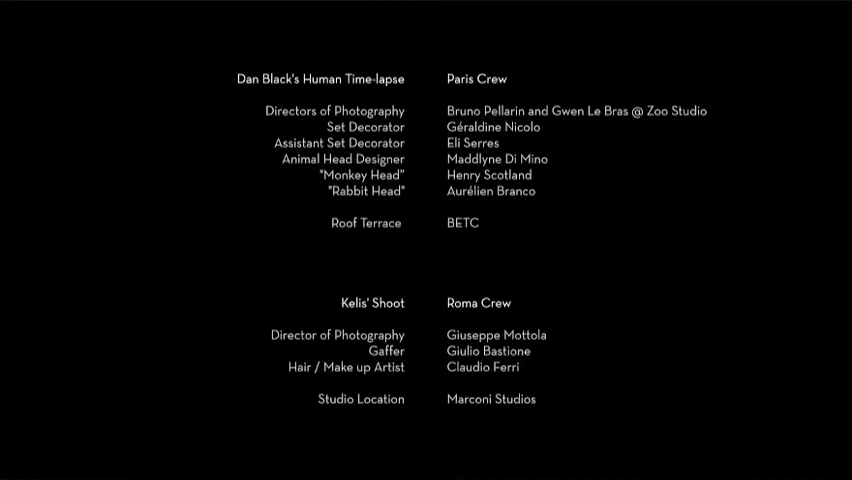 Dan Black's Human Time-lapse Paris Crew
Directors of Photography Bruno Pellarin and Gwen Le Bras @ Zoo Studio
Set Decorator Géraldine Nicolo
Assistant Set Decorator Eli Serres
Animal Head Designer Maddlyne Di Mino
"Monkey Head" Henry Scotland
"Rabbit Head" Aurélien Branco
Roof Terrace BETC
Kelis' Shoot Roma Crew
Director of Photography Giuseppe Mottola
Gaffer Giulio Bastione
Hair / Make up Artist Claudio Ferri
Studio Location Marconi Studios